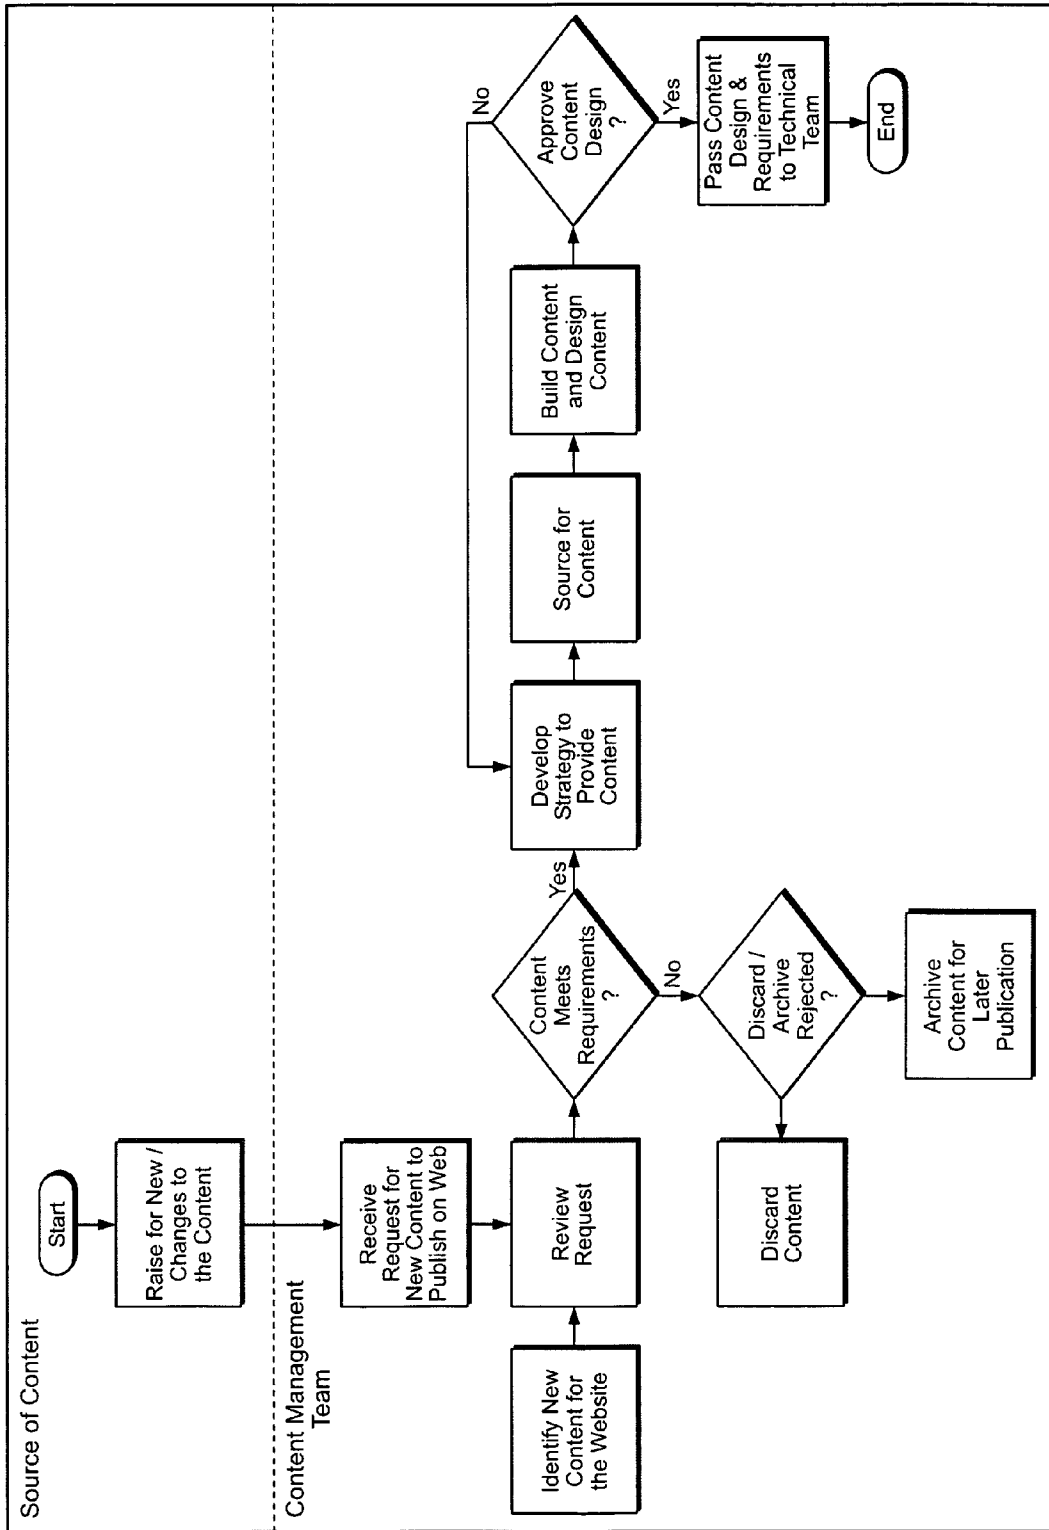 Source of Content
Start
Raise for New /
Changes to
the Content
Content Management
Team
Receive
Request for
New Content to
Publish on Web
Identify New
Content for
the Website
Review
Request
Content
Meets
Requirements
?
Yes
No
Develop
Strategy to
Provide
Content
Source for
Content
Build Content
and Design
Content
Approve
Content
Design
?
No
Yes
Pass Content
Design &
Requirements
to Technical
Team
End
Discard /
Archive
Rejected
?
Discard
Content
Archive
Content for
Later
Publication